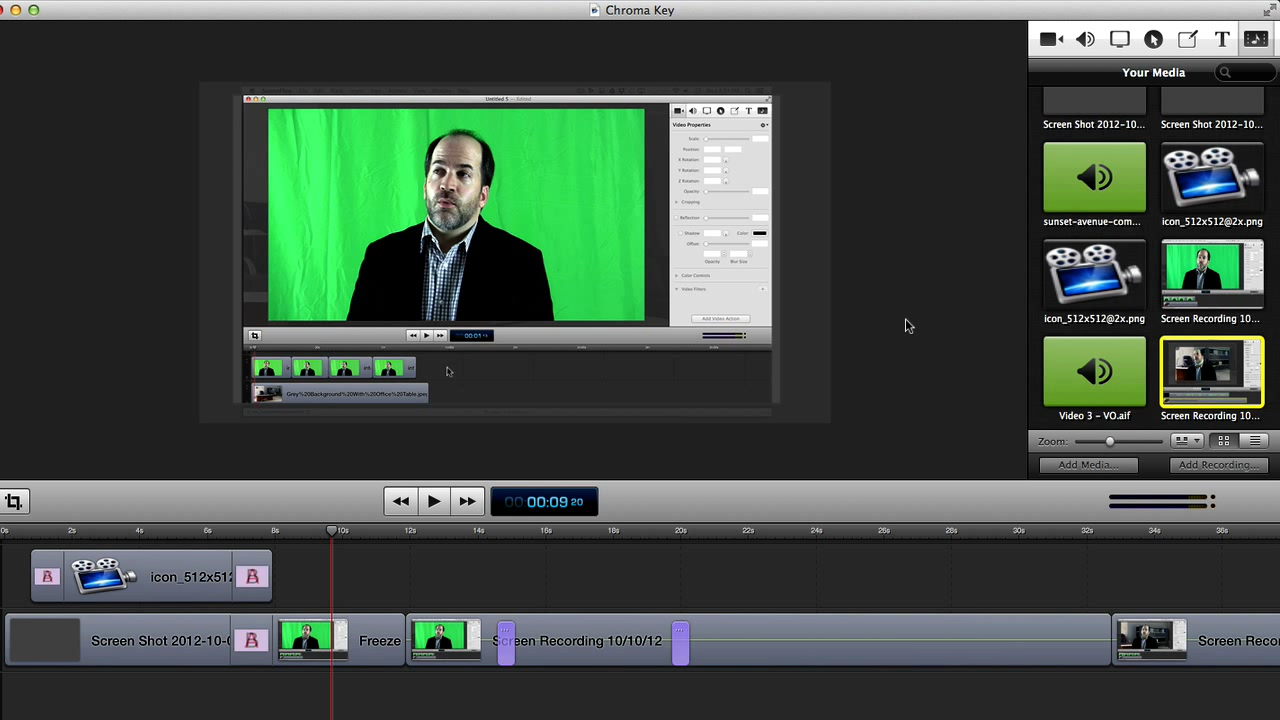 Chroma Key
Your Media
Untitled 5 — Edited
Video Properties
Scale:
Position:
X Rotation:
Y Rotation:
Z Rotation:
Opacity:
Cropping
Reflection:
Shadow:
Color:
Offset:
Opacity
Blur Size
Color Controls
Video Filters
Add Video Action
Grey%20Background%20With%20Office%20Table.jpeg
Screen Shot 2012-10...
Screen Shot 2012-10...
sunset-avenue-com...
icon_512x512@2x.png
icon_512x512@2x.png
Screen Recording 10...
Video 3 – VO.aif
Screen Recording 10...
Zoom:
Add Media...
Add Recording...
00:00:09 20
0s 2s 4s 6s 8s 10s 12s 14s 16s 18s 20s 22s 24s 26s 28s 30s 32s 34s 36s
icon_512x512
Screen Shot 2012-10-0
Freeze
Screen Recording 10/10/12
Screen Reco